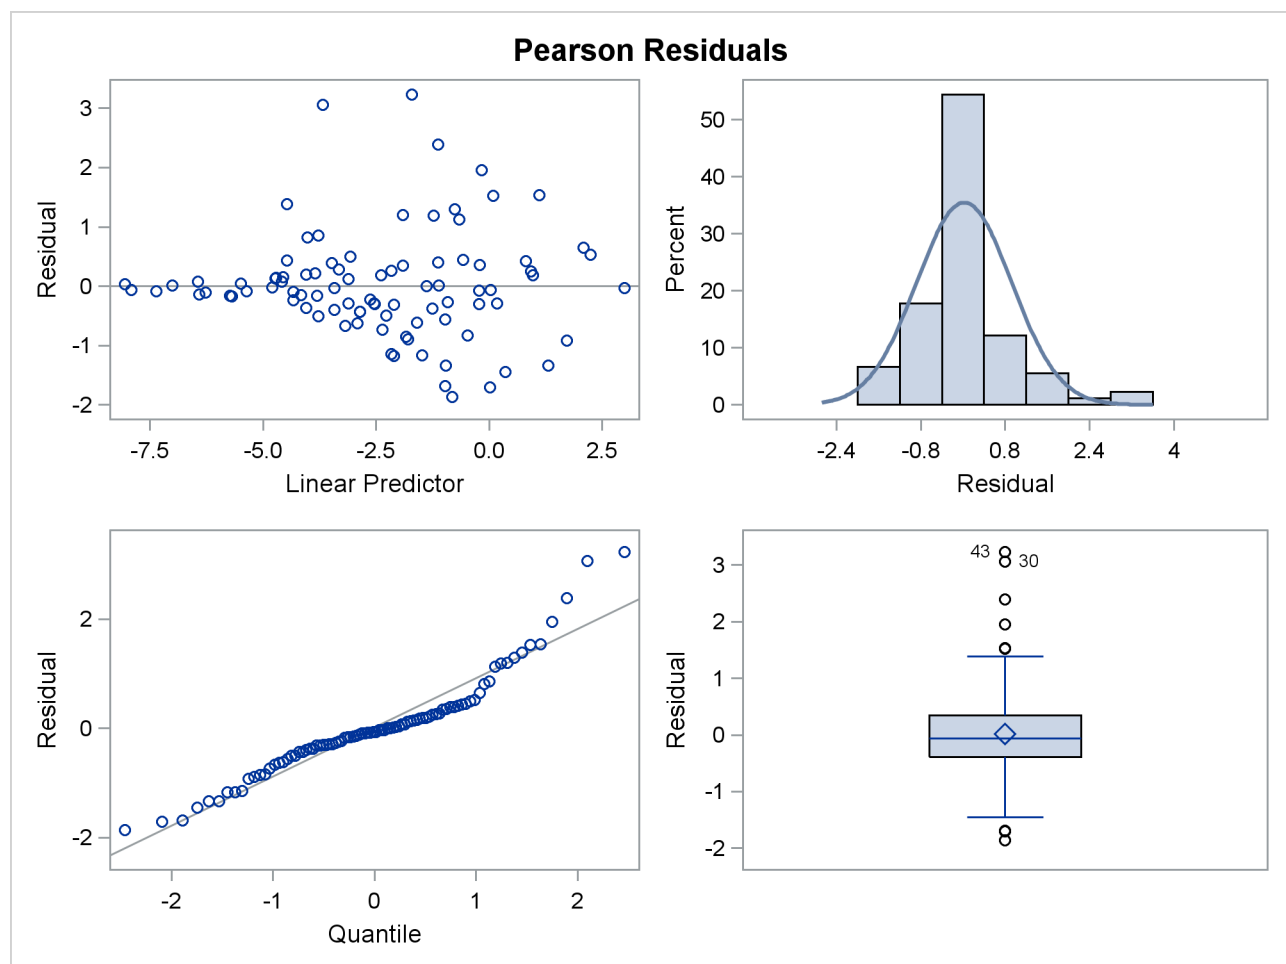 Pearson Residuals
3
2
1
0
-1
-2
Residual
-7.5 -5.0 -2.5 0.0 2.5
Linear Predictor
50
40
30
20
10
0
Percent
-2.4 -0.8 0.8 2.4 4
Residual
2
0
-2
Residual
-2 -1 0 1 2
Quantile
3
2
1
0
-1
-2
Residual
43
30